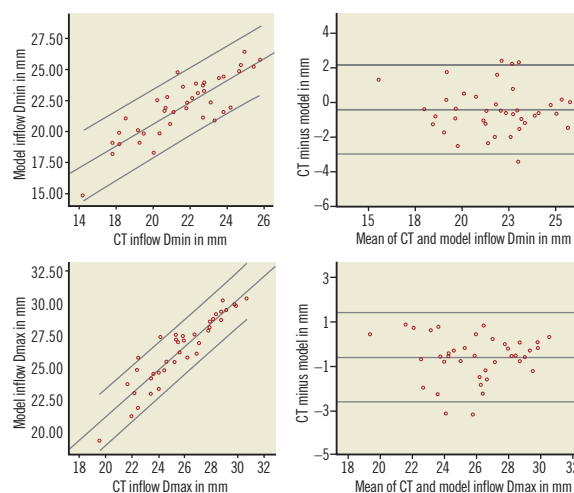 Model inflow Dmin in mm
27.50
25.00
22.50
20.00
17.50
15.00
14 16 18 20 22 24 26
CT inflow Dmin in mm
CT minus model in mm
4
2
-0
-2
-4
-6
15 18 20 23 25
Mean of CT and model inflow Dmin in mm
Model inflow Dmax in mm
32.50
30.00
27.50
25.00
22.50
20.00
18 20 22 24 26 28 30 32
CT inflow Dmax in mm
CT minus model in mm
3
1
-1
-3
-5
18 20 22 24 26 28 30 32
Mean of CT and model inflow Dmax in mm